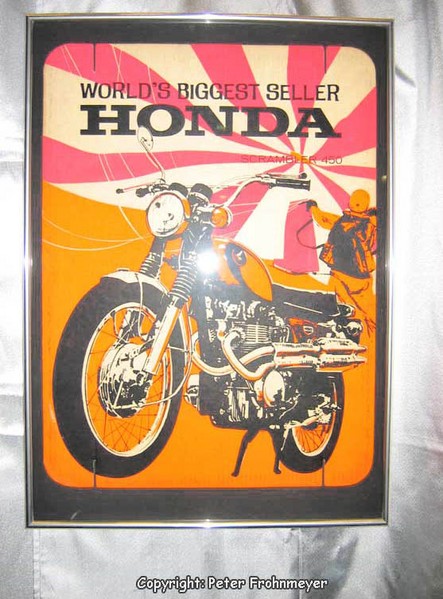 WORLD'S BIGGEST SELLER
HONDA
SCRAMBLER 450
Copyright: Peter Frohnmeyer